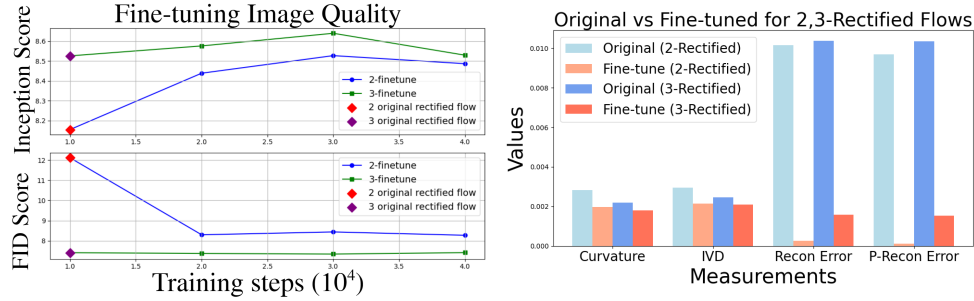 Fine-tuning Image Quality
Inception Score
8.6
8.5
8.4
8.3
8.2
2-finetune
3-finetune
2 original rectified flow
3 original rectified flow
1.0 1.5 2.0 2.5 3.0 3.5 4.0
FID Score
12
11
10
9
8
2-finetune
3-finetune
2 original rectified flow
3 original rectified flow
1.0 1.5 2.0 2.5 3.0 3.5 4.0
Training steps (10⁴)
Original vs Fine-tuned for 2,3-Rectified Flows
Values
0.010
0.008
0.006
0.004
0.002
0.000
Original (2-Rectified)
Fine-tune (2-Rectified)
Original (3-Rectified)
Fine-tune (3-Rectified)
Curvature IVD Recon Error P-Recon Error
Measurements